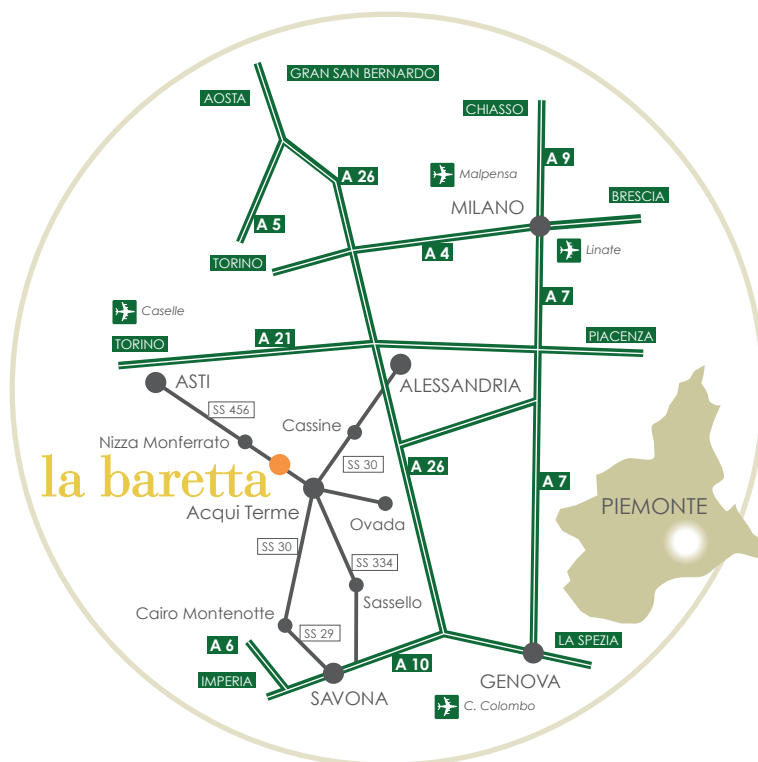 GRAN SAN BERNARDO
AOSTA
CHIASSO
A 9
Malpensa
A 26
BRESCIA
MILANO
A 5
A 4
Linate
TORINO
A 7
Caselle
A 21
PIACENZA
TORINO
ASTI
ALESSANDRIA
SS 456
Cassine
Nizza Monferrato
SS 30
A 26
la baretta
A 7
PIEMONTE
Acqui Terme
Ovada
SS 30
SS 334
Sassello
Cairo Montenotte
SS 29
A 6
LA SPEZIA
A 10
IMPERIA
GENOVA
SAVONA
C. Colombo